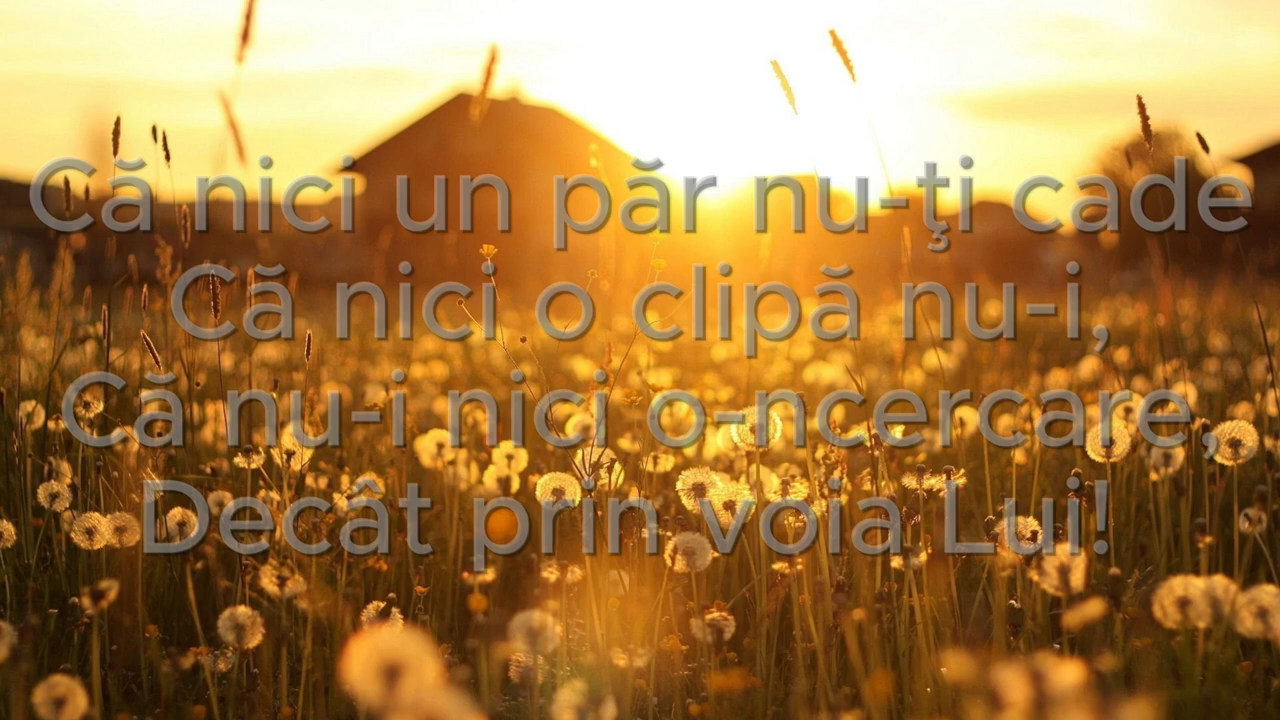 Că nici un păr nu-ţi cade
Că nici o clipă nu-i,
Că nu-i nici o-ncercare,
Decât prin voia Lui!